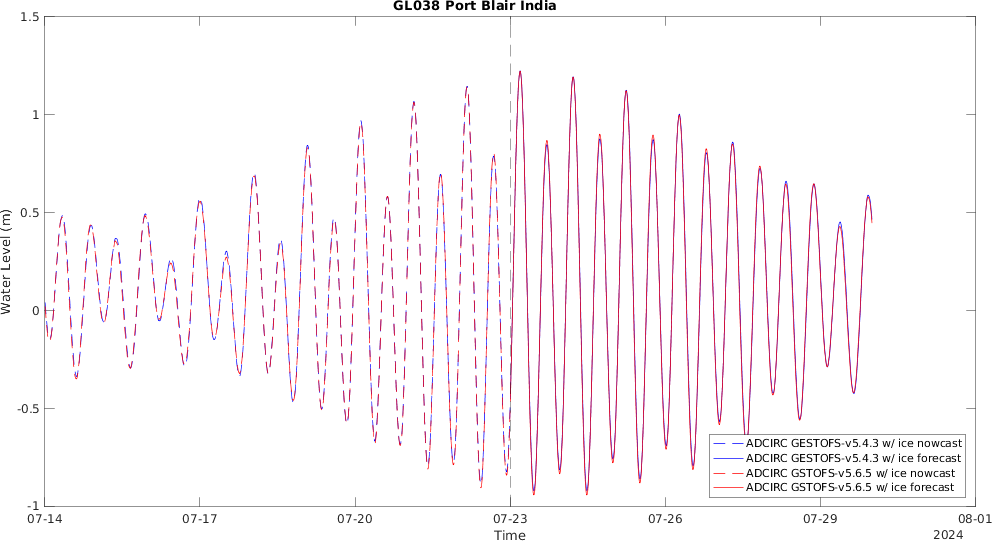 GL038 Port Blair India
1.5
1
0.5
0
-0.5
-1
Water Level (m)
07-14
07-17
07-20
07-23
07-26
07-29
08-01
Time
2024
ADCIRC GESTOFS-v5.4.3 w/ ice nowcast
ADCIRC GESTOFS-v5.4.3 w/ ice forecast
ADCIRC GSTOFS-v5.6.5 w/ ice nowcast
ADCIRC GSTOFS-v5.6.5 w/ ice forecast